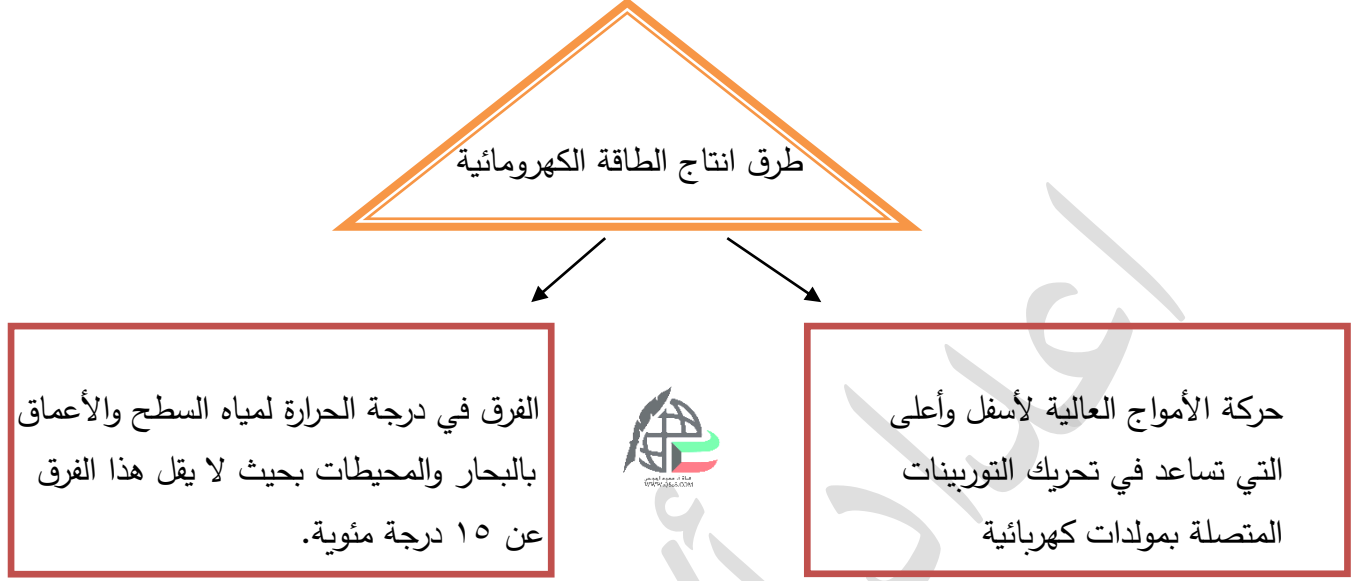 طرق انتاج الطاقة الكهرومائية
حركة الأمواج العالية لأسفل وأعلى
التي تساعد في تحريك التوربينات
المتصلة بمولدات كهربائية
الفرق في درجة الحرارة لمياه السطح والأعماق
بالبحار والمحيطات بحيث لا يقل هذا الفرق
عن ١٥ درجة مئوية.